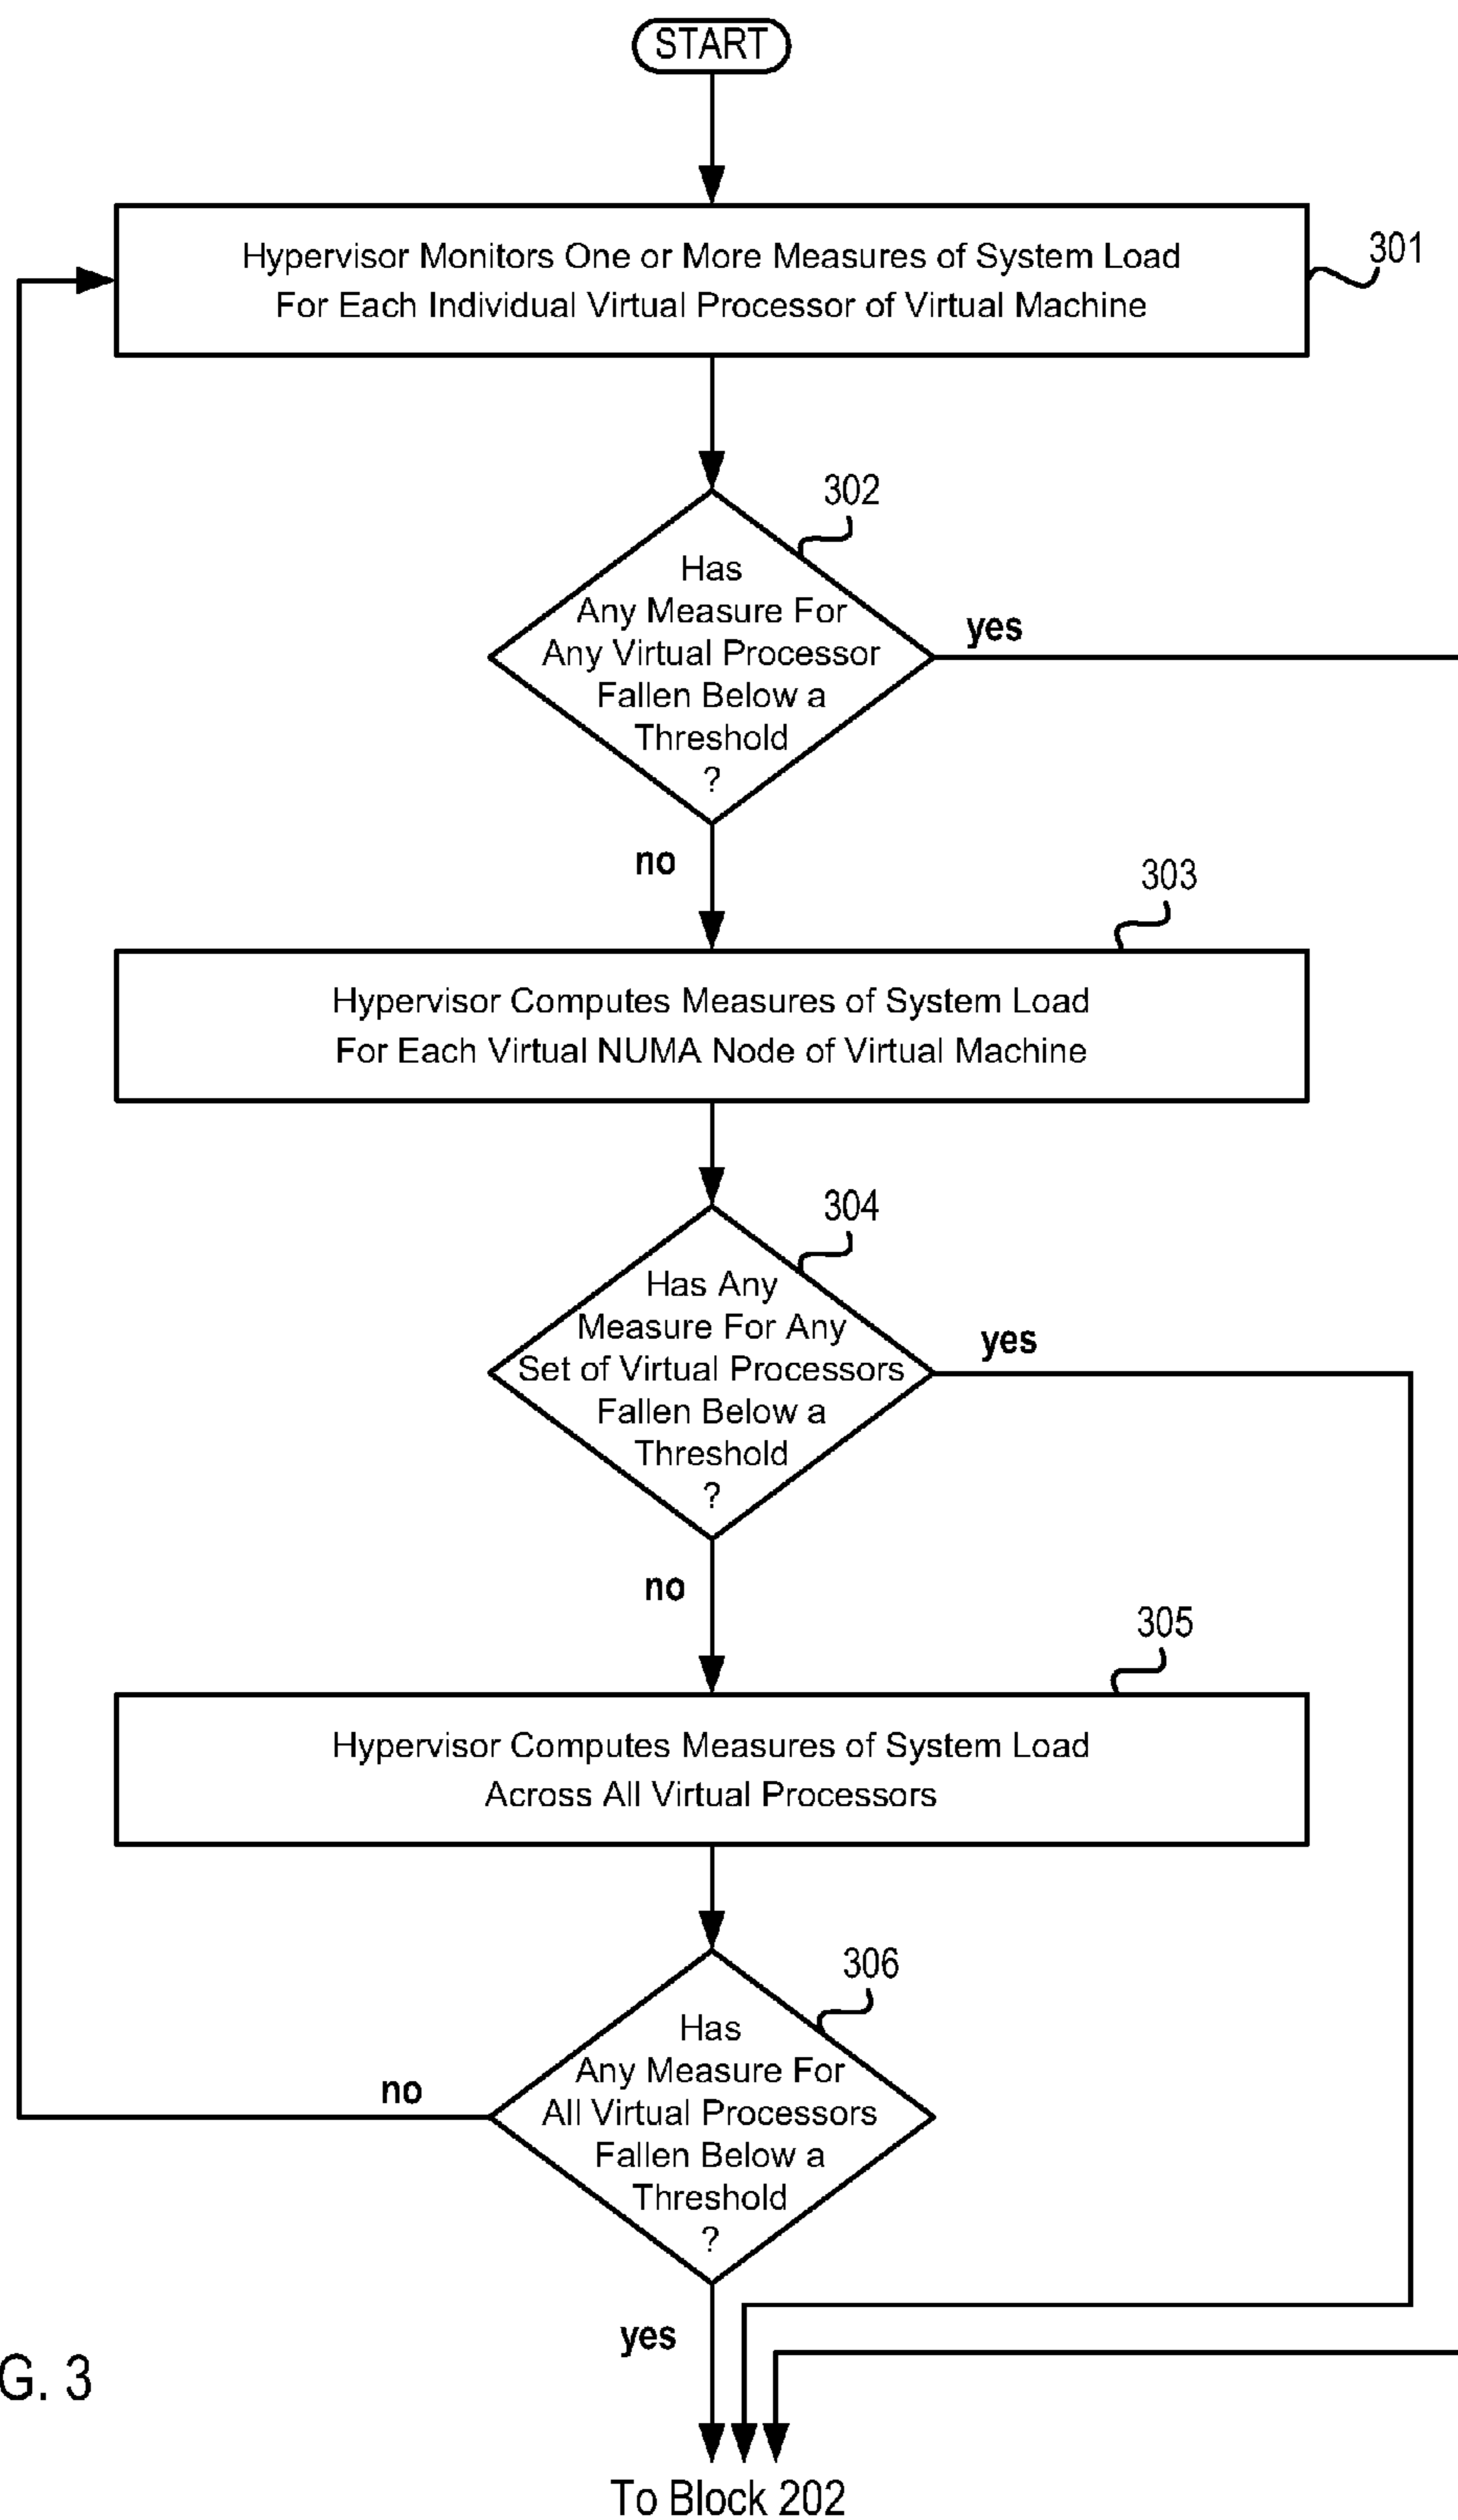 START
Hypervisor Monitors One or More Measures of System Load
For Each Individual Virtual Processor of Virtual Machine
301
302
Has
Any Measure For
Any Virtual Processor
Fallen Below a
Threshold
?
yes
no
303
Hypervisor Computes Measures of System Load
For Each Virtual NUMA Node of Virtual Machine
304
Has Any
Measure For Any
Set of Virtual Processors
Fallen Below a
Threshold
?
yes
no
305
Hypervisor Computes Measures of System Load
Across All Virtual Processors
306
Has
Any Measure For
All Virtual Processors
Fallen Below a
Threshold
?
no
yes
G. 3
To Block 202